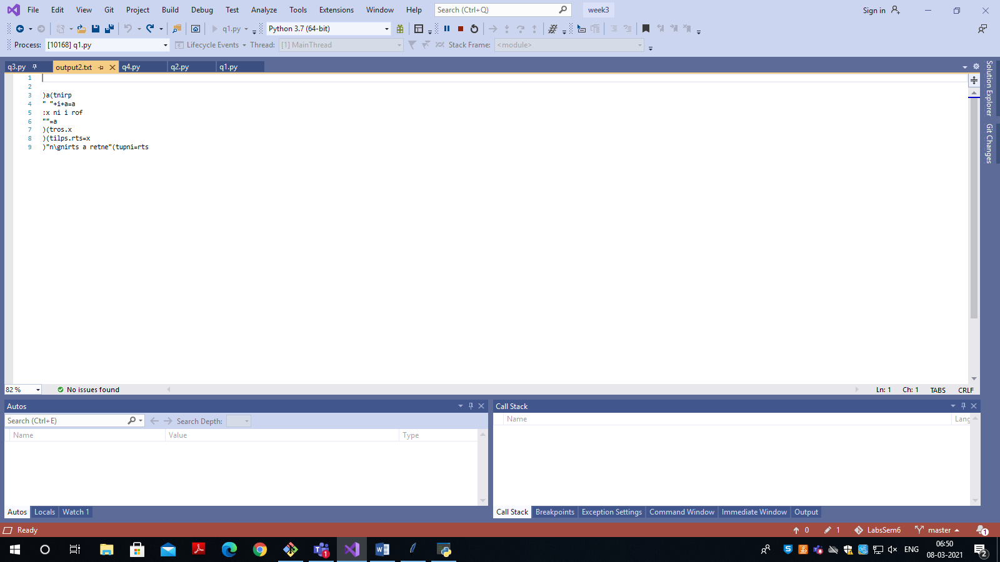 File Edit View Git Project Build Debug Test Analyze Tools Extensions Window Help Search (Ctrl+Q) week3 Sign in
q1.py Python 3.7 (64-bit)
Process: [10168] q1.py Lifecycle Events Thread: [1] MainThread Stack Frame: <module>
q3.py output2.txt q4.py q2.py q1.py
1
2
3 )a(tnirp
4 " "+i+a=a
5 :x ni i rof
6 ""=a
7 )(tros.x
8 )(tilps.rts=x
9 )"n\gnirts a retne"(tupni=rts
Solution Explorer
Git Changes
82 % No issues found Ln: 1 Ch: 1 TABS CRLF
Autos
Search (Ctrl+E) Search Depth:
Name Value Type
Autos Locals Watch 1
Call Stack
Name Lang
Call Stack Breakpoints Exception Settings Command Window Immediate Window Output
Ready 0 1 LabsSem6 master 1
1 ENG 06:50
08-03-2021 2